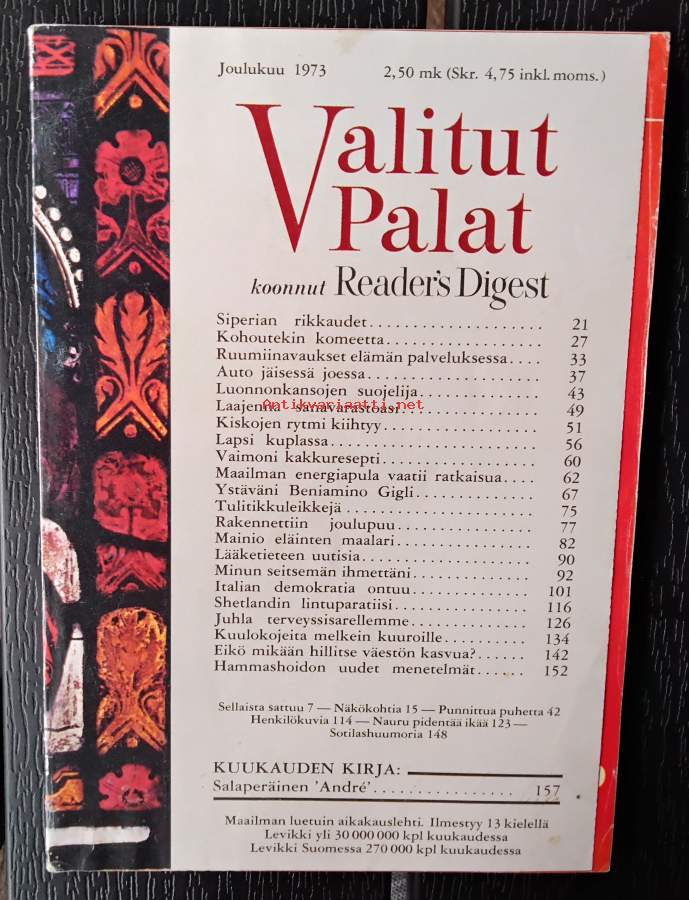 Joulukuu 1973 2,50 mk (Skr. 4,75 inkl. moms.)
Valitut
Palat
koonnut Reader's Digest
Siperian rikkaudet..................... 21
Kohoutekin komeetta.................. 27
Ruumiinavaukset elämän palveluksessa.... 33
Auto jäisessä joessa.................... 37
Luonnonkansojen suojelija.............. 43
Laajenna sanavarastoasi................ 49
Antikvariaatti.net
Kiskojen rytmi kiihtyy.................. 51
Lapsi kuplassa........................ 56
Vaimoni kakkuresepti.................. 60
Maailman energiapula vaatii ratkaisua.... 62
Ystäväni Beniamino Gigli.............. 67
Tulitikkuleikkejä...................... 75
Rakennettiin joulupuu................ 77
Mainio eläinten maalari................ 82
Lääketieteen uutisia.................... 90
Minun seitsemän ihmettäni.............. 92
Italian demokratia ontuu.............. 101
Shetlandin lintuparatiisi................ 116
Juhla terveyssisarellemme.............. 126
Kuulokojeita melkein kuuroille.......... 134
Eikö mikään hillitse väestön kasvua?...... 142
Hammashoidon uudet menetelmät...... 152
Sellaista sattuu 7 — Näkökohtia 15 — Punnittua puhetta 42
Henkilökuvia 114 — Nauru pidentää ikää 123 —
Sotilashuumoria 148
KUUKAUDEN KIRJA:
Salaperäinen 'André'................ 157
Maailman luetuin aikakauslehti. Ilmestyy 13 kielellä
Levikki yli 30 000 000 kpl kuukaudessa
Levikki Suomessa 270 000 kpl kuukaudessa